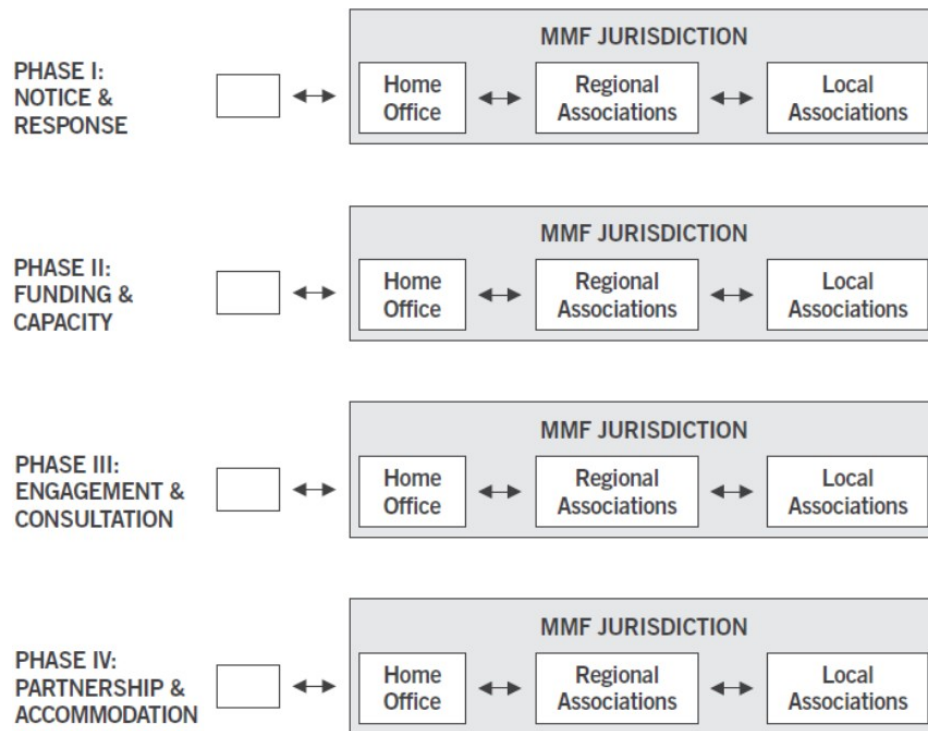 MMF JURISDICTION
PHASE I:
NOTICE &
RESPONSE
Home
Office
Regional
Associations
Local
Associations
MMF JURISDICTION
PHASE II:
FUNDING &
CAPACITY
Home
Office
Regional
Associations
Local
Associations
MMF JURISDICTION
PHASE III:
ENGAGEMENT &
CONSULTATION
Home
Office
Regional
Associations
Local
Associations
MMF JURISDICTION
PHASE IV:
PARTNERSHIP &
ACCOMMODATION
Home
Office
Regional
Associations
Local
Associations